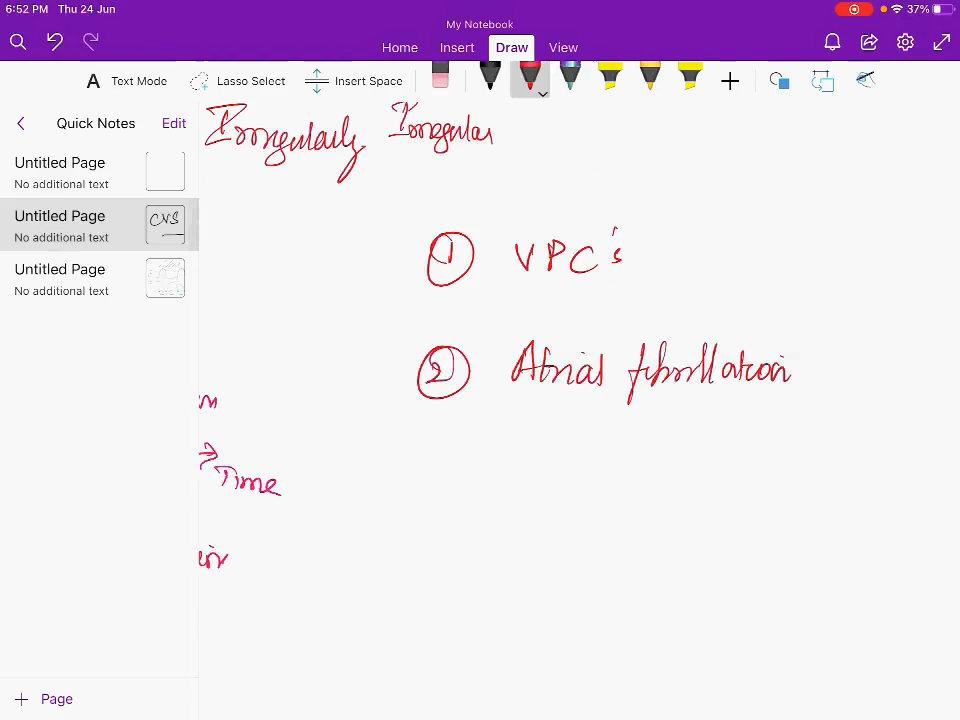 6:52 PM Thu 24 Jun 37%
My Notebook
Home Insert Draw View
Text Mode Lasso Select Insert Space
Quick Notes Edit
Untitled Page
No additional text
Untitled Page
No additional text
CNS
Untitled Page
No additional text
Page
Irregularly Irregular
1 VPC's
2 Atrial fibrillation
Time